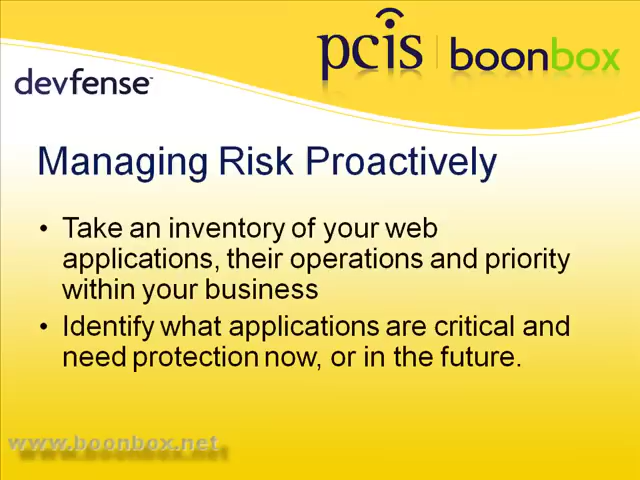 pcis | boonbox
devfense™
Managing Risk Proactively
• Take an inventory of your web
applications, their operations and priority
within your business
• Identify what applications are critical and
need protection now, or in the future.
www.boonbox.net